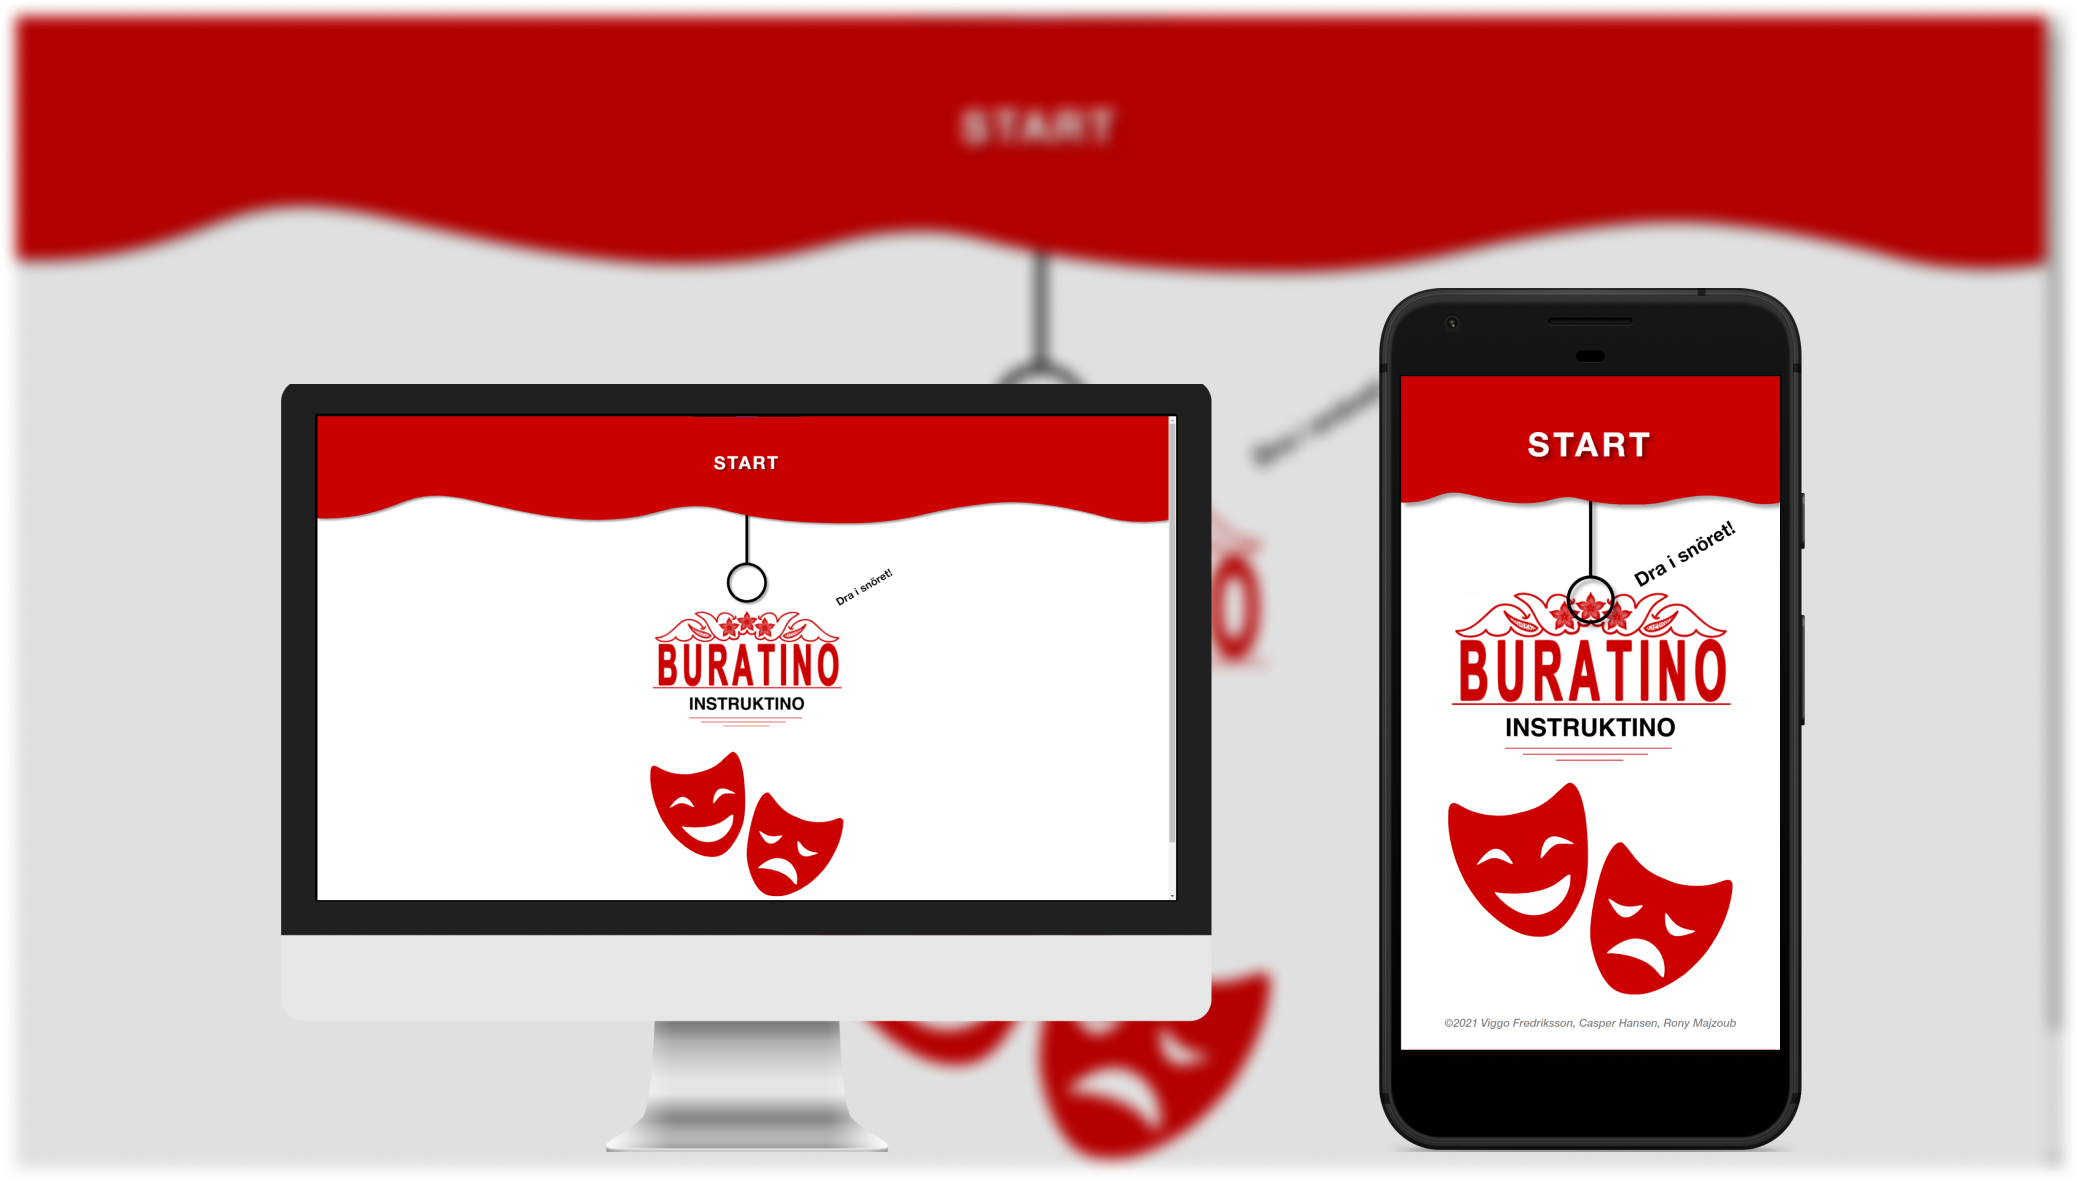 START
START
Dra i snöret!
BURATINO
INSTRUKTINO
START
Dra i snöret!
BURATINO
INSTRUKTINO
©2021 Viggo Fredriksson, Casper Hansen, Rony Majzoub